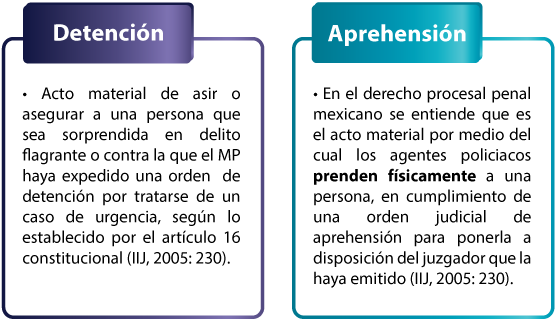 Detención
• Acto material de asir o
asegurar a una persona que
sea sorprendida en delito
flagrante o contra la que el MP
haya expedido una orden de
detención por tratarse de un
caso de urgencia, según lo
establecido por el artículo 16
constitucional (IIJ, 2005: 230).
Aprehensión
• En el derecho procesal penal
mexicano se entiende que es
el acto material por medio del
cual los agentes policiacos
prenden físicamente a una
persona, en cumplimiento de
una orden judicial de
aprehensión para ponerla a
disposición del juzgador que la
haya emitido (IIJ, 2005: 230).